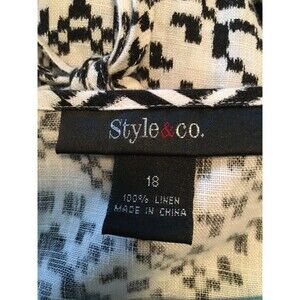 Style&co.
18
100% LINEN
MADE IN CHINA